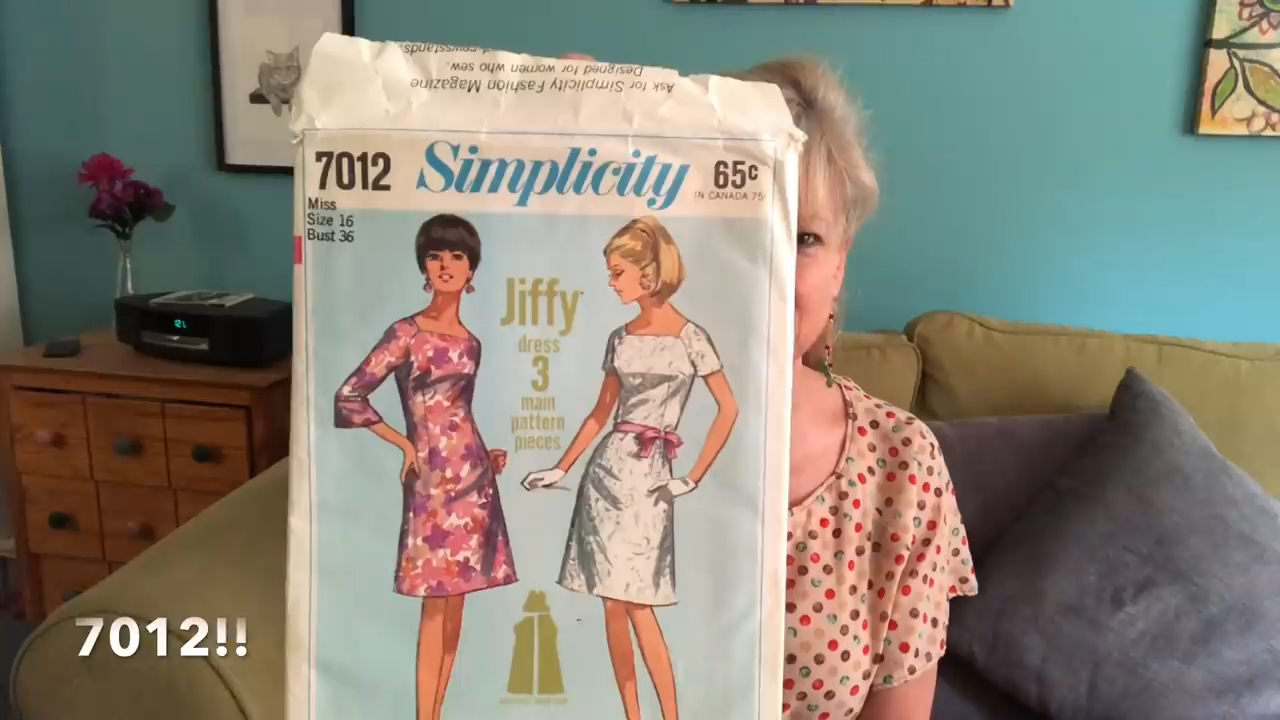 Ask for Simplicity Fashion Magazine
Designed for women who sew.
newsstands
7012 Simplicity 65¢
IN CANADA 75¢
Miss
Size 16
Bust 36
Jiffy
dress
3
main
pattern
pieces
7012!!